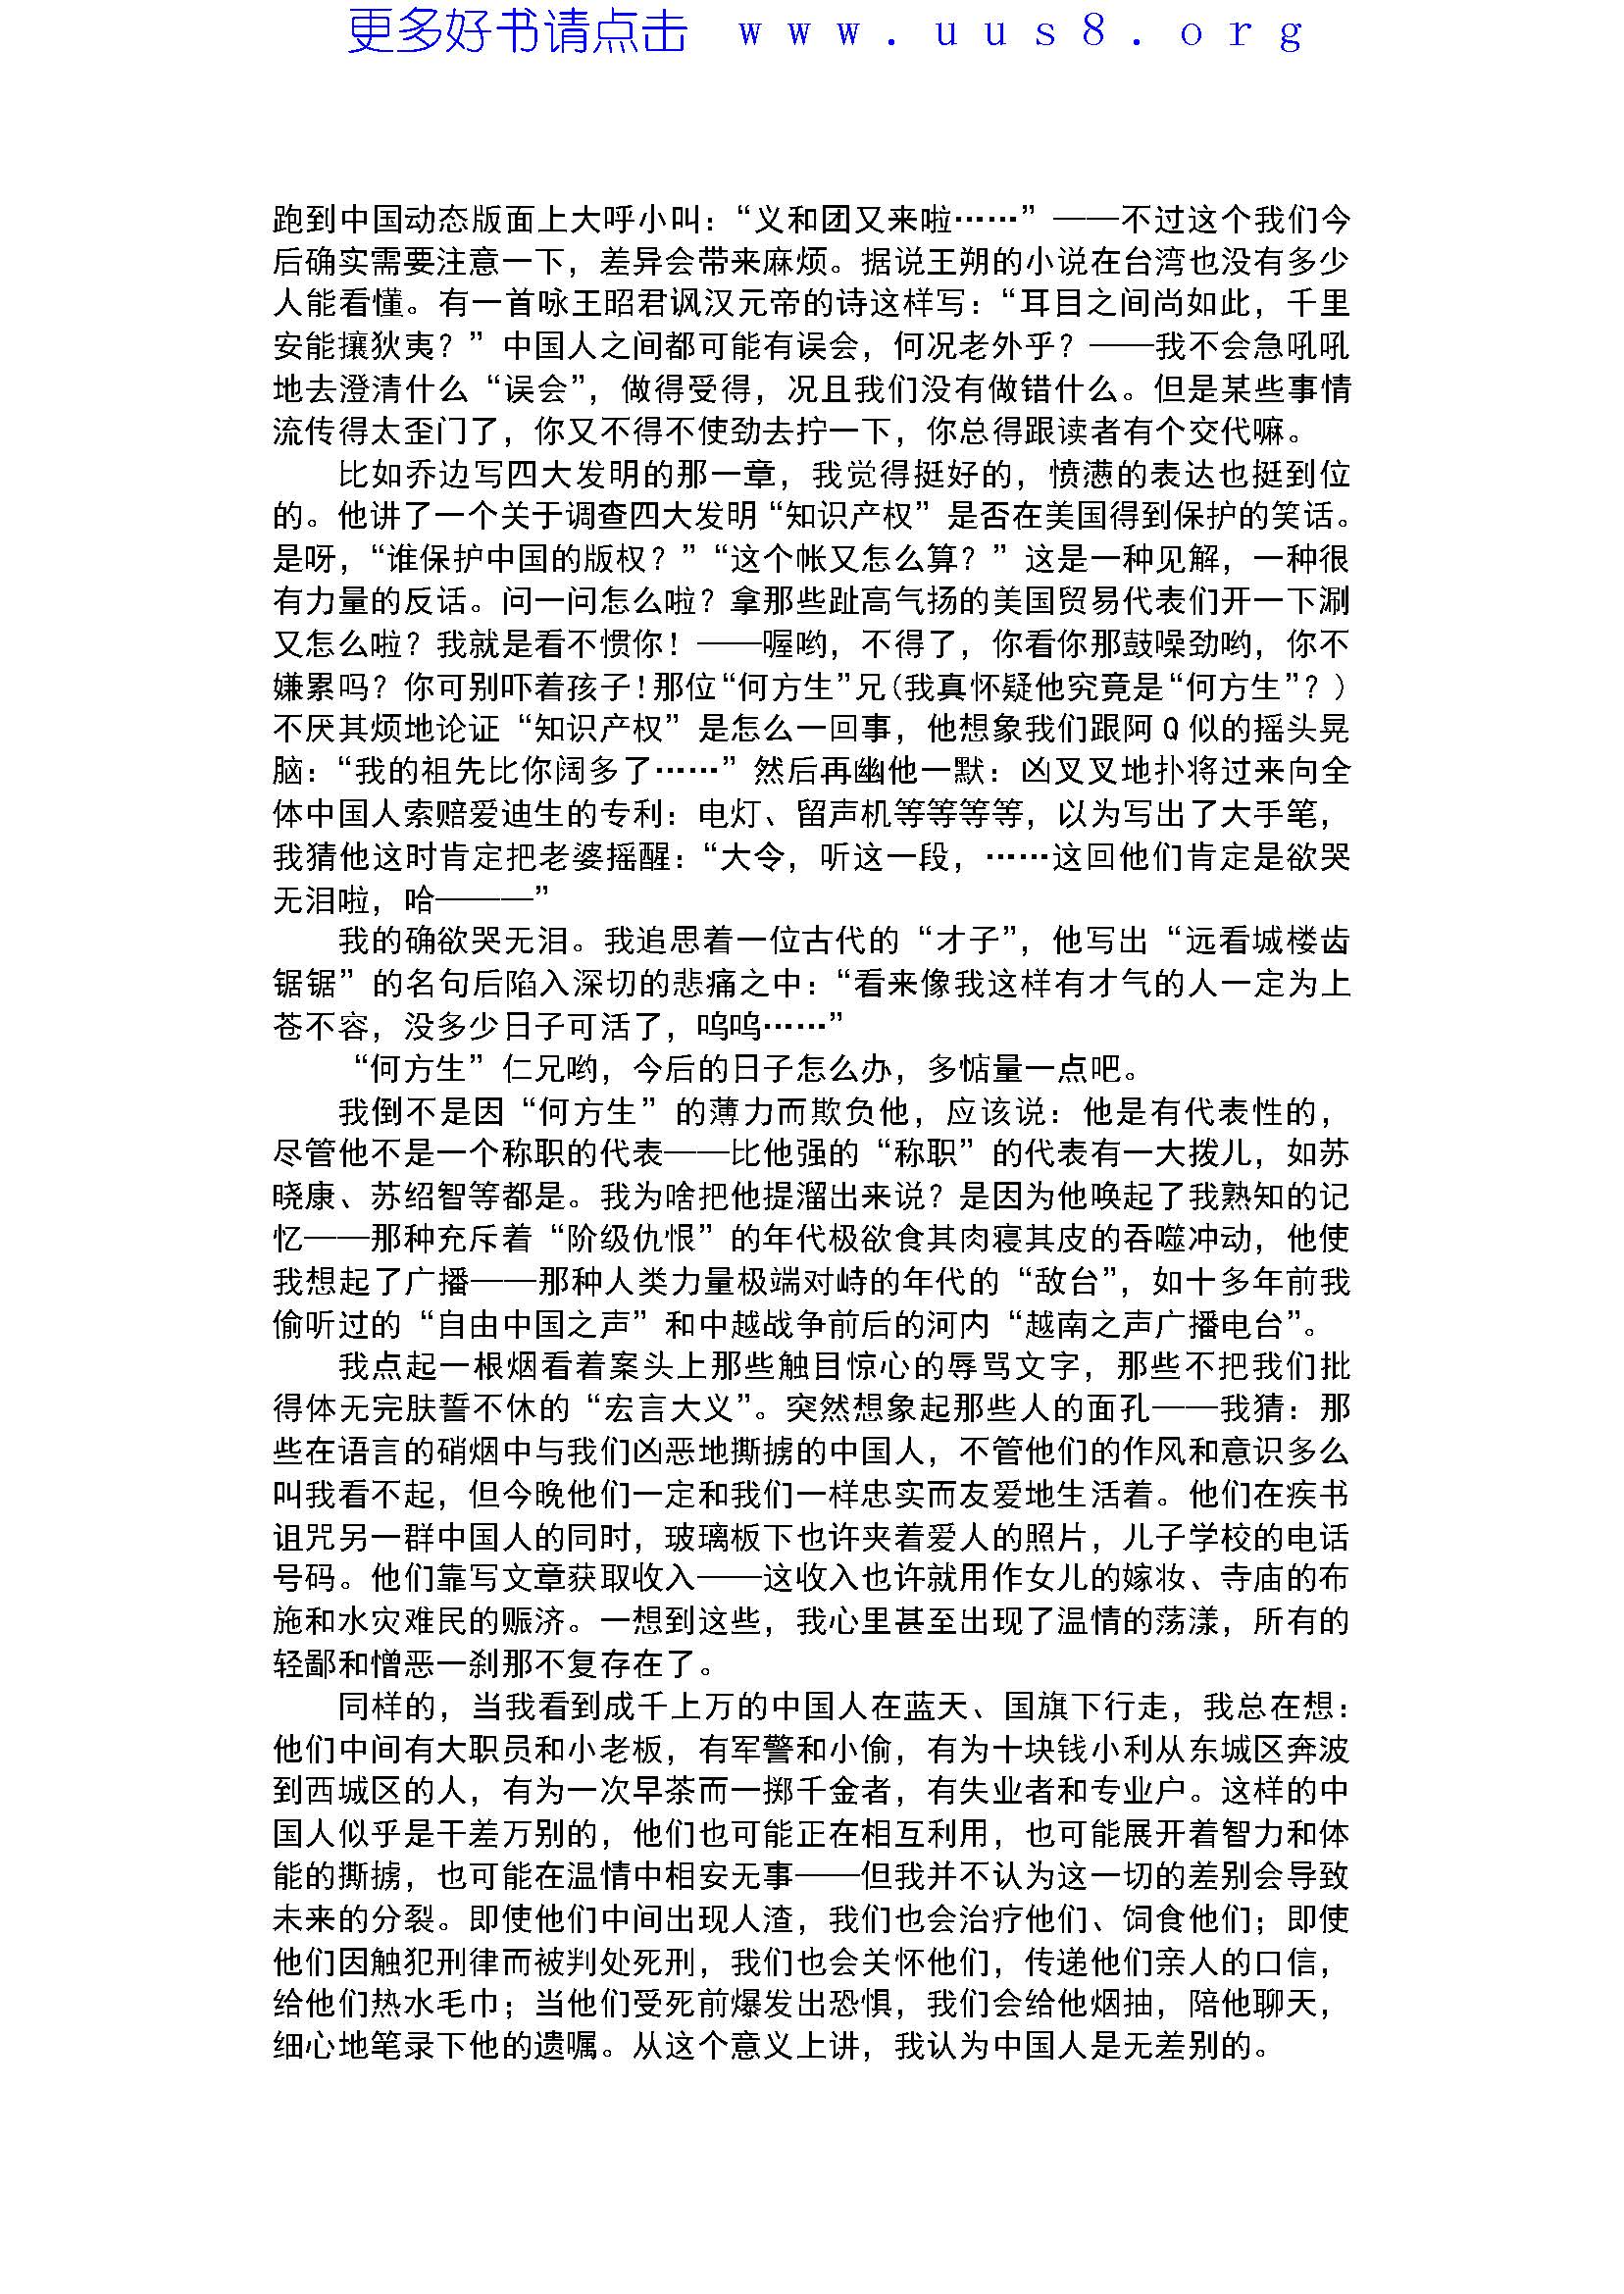 更多好书请点击 www.uus8.org
跑到中国动态版面上大呼小叫：“义和团又来啦……”——不过这个我们今
后确实需要注意一下，差异会带来麻烦。据说王朔的小说在台湾也没有多少
人能看懂。有一首咏王昭君讽汉元帝的诗这样写：“耳目之间尚如此，千里
安能攘狄夷？”中国人之间都可能有误会，何况老外乎？——我不会急吼吼
地去澄清什么“误会”，做得受得，况且我们没有做错什么。但是某些事情
流传得太歪门了，你又不得不使劲去拧一下，你总得跟读者有个交代嘛。
比如乔边写四大发明的那一章，我觉得挺好的，愤懑的表达也挺到位
的。他讲了一个关于调查四大发明“知识产权”是否在美国得到保护的笑话。
是呀，“谁保护中国的版权？”“这个帐又怎么算？”这是一种见解，一种很
有力量的反话。问一问怎么啦？拿那些趾高气扬的美国贸易代表们开一下涮
又怎么啦？我就是看不惯你！——喔哟，不得了，你看你那鼓噪劲哟，你不
嫌累吗？你可别吓着孩子！那位“何方生”兄(我真怀疑他究竟是“何方生”？)
不厌其烦地论证“知识产权”是怎么一回事，他想象我们跟阿Q似的摇头晃
脑：“我的祖先比你阔多了……”然后再幽他一默：凶叉叉地扑将过来向全
体中国人索赔爱迪生的专利：电灯、留声机等等等等，以为写出了大手笔，
我猜他这时肯定把老婆摇醒：“大令，听这一段，……这回他们肯定是欲哭
无泪啦，哈———”
我的确欲哭无泪。我追思着一位古代的“才子”，他写出“远看城楼齿
锯锯”的名句后陷入深切的悲痛之中：“看来像我这样有才气的人一定为上
苍不容，没多少日子可活了，呜呜……”
“何方生”仁兄哟，今后的日子怎么办，多惦量一点吧。
我倒不是因“何方生”的薄力而欺负他，应该说：他是有代表性的，
尽管他不是一个称职的代表——比他强的“称职”的代表有一大拨儿，如苏
晓康、苏绍智等都是。我为啥把他提溜出来说？是因为他唤起了我熟知的记
忆——那种充斥着“阶级仇恨”的年代极欲食其肉寝其皮的吞噬冲动，他使
我想起了广播——那种人类力量极端对峙的年代的“敌台”，如十多年前我
偷听过的“自由中国之声”和中越战争前后的河内“越南之声广播电台”。
我点起一根烟看着案头上那些触目惊心的辱骂文字，那些不把我们批
得体无完肤誓不休的“宏言大义”。突然想象起那些人的面孔——我猜：那
些在语言的硝烟中与我们凶恶地撕掳的中国人，不管他们的作风和意识多么
叫我看不起，但今晚他们一定和我们一样忠实而友爱地生活着。他们在疾书
诅咒另一群中国人的同时，玻璃板下也许夹着爱人的照片，儿子学校的电话
号码。他们靠写文章获取收入——这收入也许就用作女儿的嫁妆、寺庙的布
施和水灾难民的赈济。一想到这些，我心里甚至出现了温情的荡漾，所有的
轻鄙和憎恶一刹那不复存在了。
同样的，当我看到成千上万的中国人在蓝天、国旗下行走，我总在想：
他们中间有大职员和小老板，有军警和小偷，有为十块钱小利从东城区奔波
到西城区的人，有为一次早茶而一掷千金者，有失业者和专业户。这样的中
国人似乎是千差万别的，他们也可能正在相互利用，也可能展开着智力和体
能的撕掳，也可能在温情中相安无事——但我并不认为这一切的差别会导致
未来的分裂。即使他们中间出现人渣，我们也会治疗他们、饲食他们；即使
他们因触犯刑律而被判处死刑，我们也会关怀他们，传递他们亲人的口信，
给他们热水毛巾；当他们受死前爆发出恐惧，我们会给他烟抽，陪他聊天，
细心地笔录下他的遗嘱。从这个意义上讲，我认为中国人是无差别的。